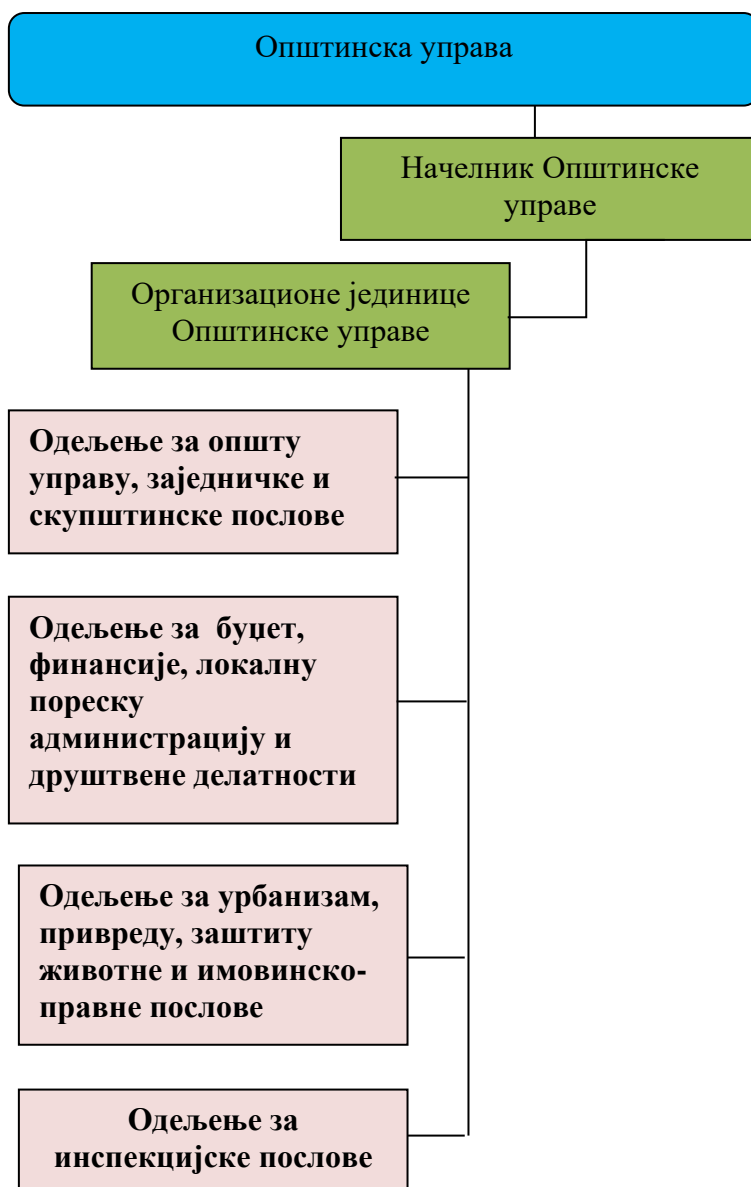 Општинска управа
Начелник Општинске
управе
Организационе јединице
Општинске управе
Одељење за општу
управу, заједничке и
скупштинске послове
Одељење за буџет,
финансије, локалну
пореску
администрацију и
друштвене делатности
Одељење за урбанизам,
привреду, заштиту
животне и имовинско-
правне послове
Одељење за
инспекцијске послове